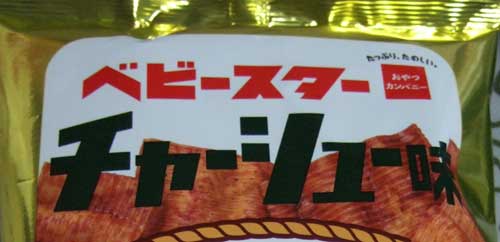 たっぷり、たのしい。
ベビースター
おやつ
カンパニー
チャーシュー味